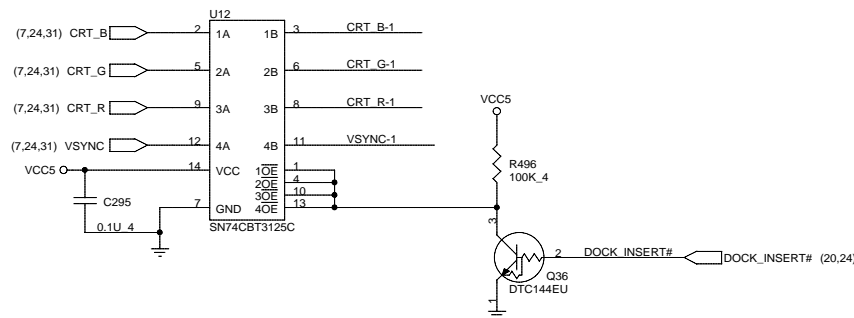 U12
(7,24,31) CRT_B 2 1A 1B 3 CRT_B-1
(7,24,31) CRT_G 5 2A 2B 6 CRT_G-1
(7,24,31) CRT_R 9 3A 3B 8 CRT_R-1
VCC5
(7,24,31) VSYNC 12 4A 4B 11 VSYNC-1
VCC5 14 VCC 1OE 1
R496
100K_4
2OE 4
3OE 10
C295
7 GND 4OE 13
0.1U_4
SN74CBT3125C
3
2 DOCK_INSERT# DOCK_INSERT# (20,24)
Q36
DTC144EU
1